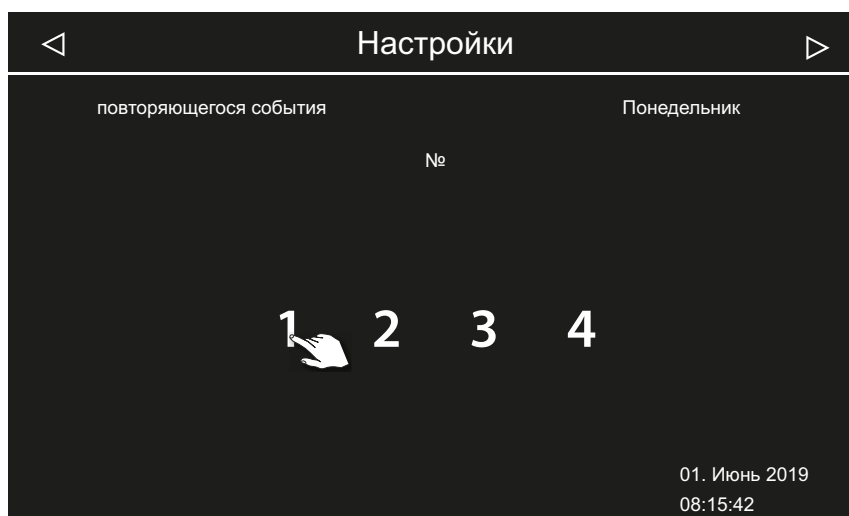 Настройки
повторяющегося события Понедельник
№
1 2 3 4
01. Июнь 2019
08:15:42